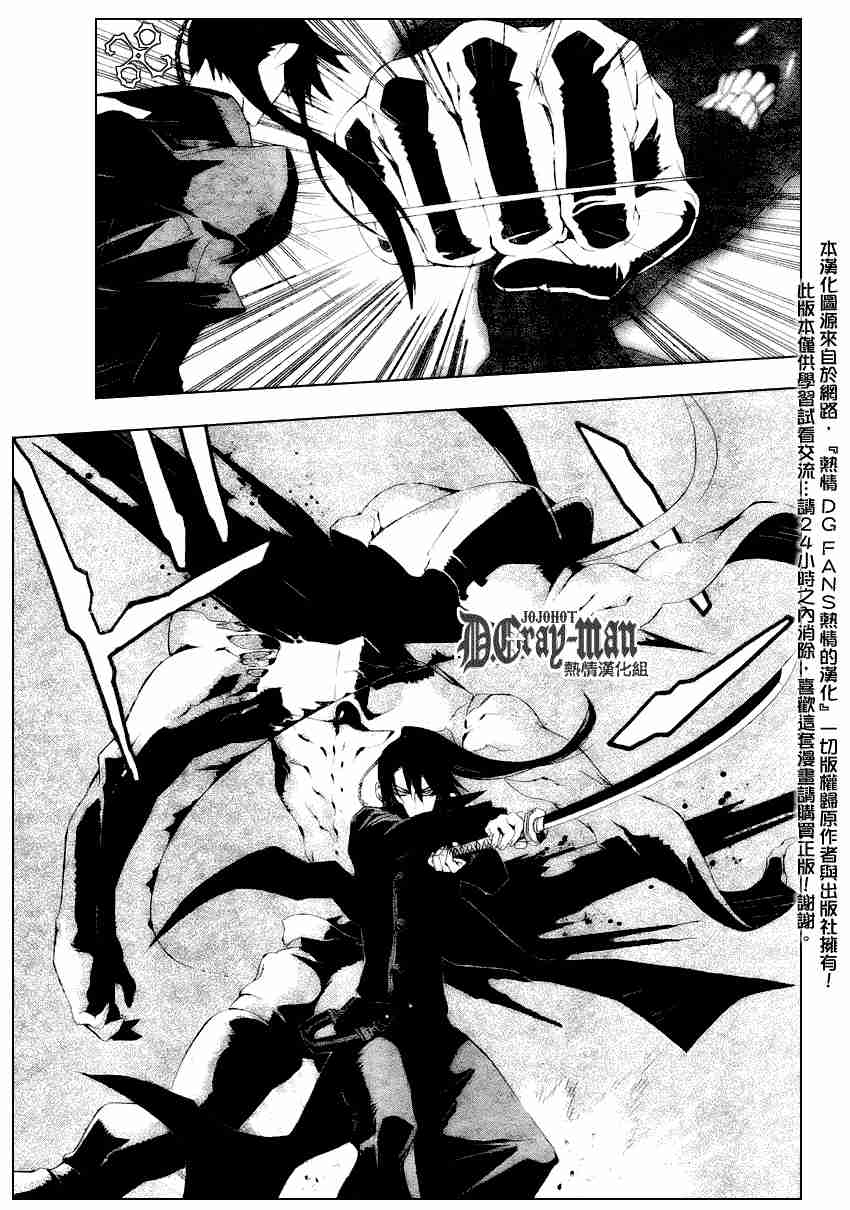 本漢化圖源來自於網路，『熱情 DG FANS熱情的漢化』一切版權歸原作者與出版社擁有！
此版本僅供學習試看交流…請24小時之內消除，喜歡這套漫畫請購買正版！謝謝。
JOJOHOT
D.Gray-man
熱情漢化組